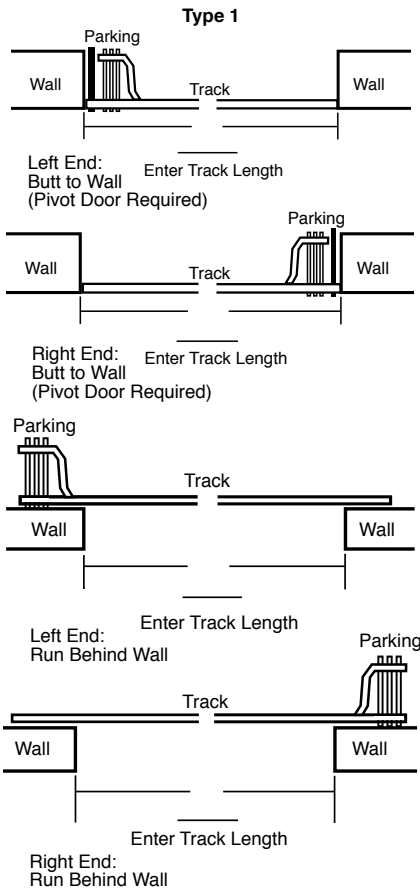 Type 1
Parking
Wall
Track
Wall
Enter Track Length
Left End:
Butt to Wall
(Pivot Door Required)
Parking
Wall
Track
Wall
Enter Track Length
Right End:
Butt to Wall
(Pivot Door Required)
Parking
Track
Wall
Wall
Enter Track Length
Left End:
Run Behind Wall
Parking
Track
Wall
Wall
Enter Track Length
Right End:
Run Behind Wall